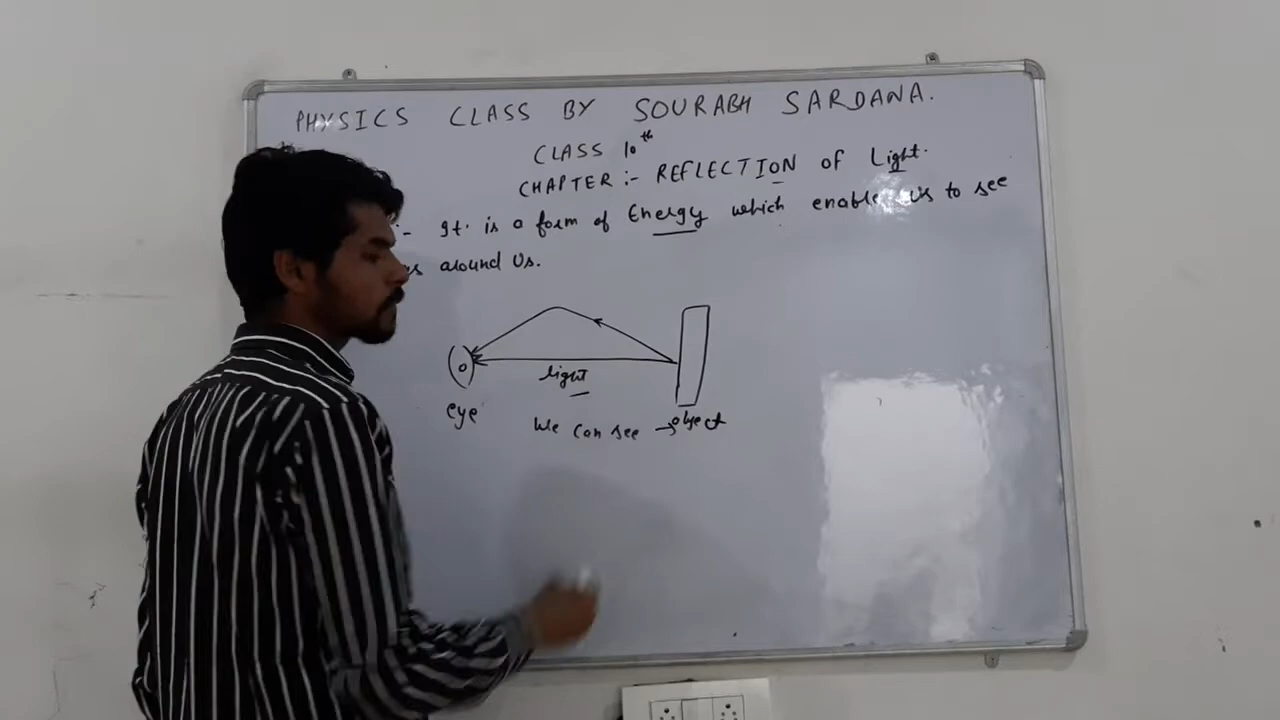 PHYSICS CLASS BY SOURABH SARDANA.
CLASS 10th
CHAPTER :- REFLECTION OF Light.
:- It. is a form of Energy which enable us to see
around Us.
light
eye
We can see → object